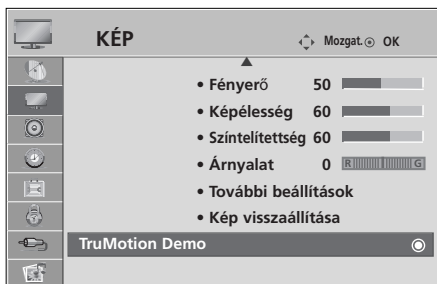 KÉP Mozgat. OK
• Fényerő 50
• Képélesség 60
• Színtelítettség 60
• Árnyalat 0 R G
• További beállítások
• Kép visszaállítása
TruMotion Demo